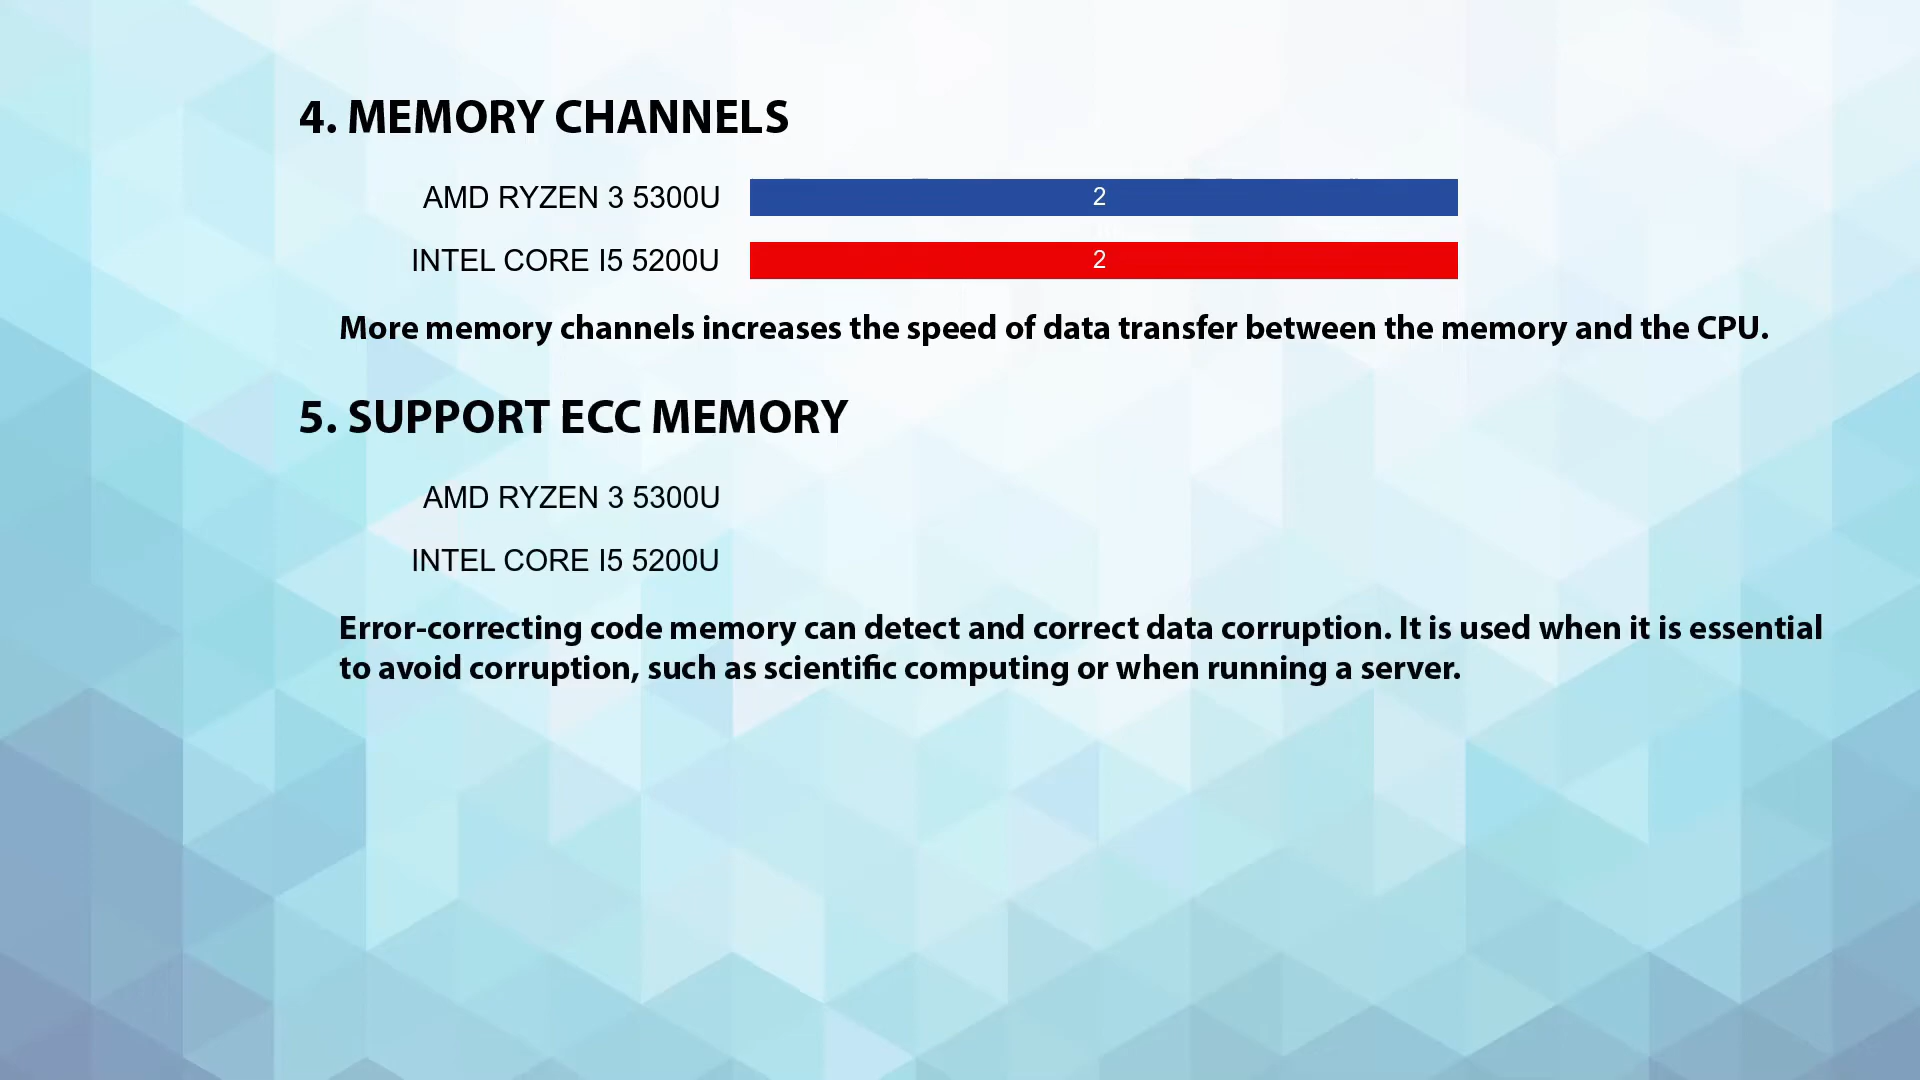 4. MEMORY CHANNELS
AMD RYZEN 3 5300U 2
INTEL CORE I5 5200U 2
More memory channels increases the speed of data transfer between the memory and the CPU.
5. SUPPORT ECC MEMORY
AMD RYZEN 3 5300U
INTEL CORE I5 5200U
Error-correcting code memory can detect and correct data corruption. It is used when it is essential
to avoid corruption, such as scientific computing or when running a server.